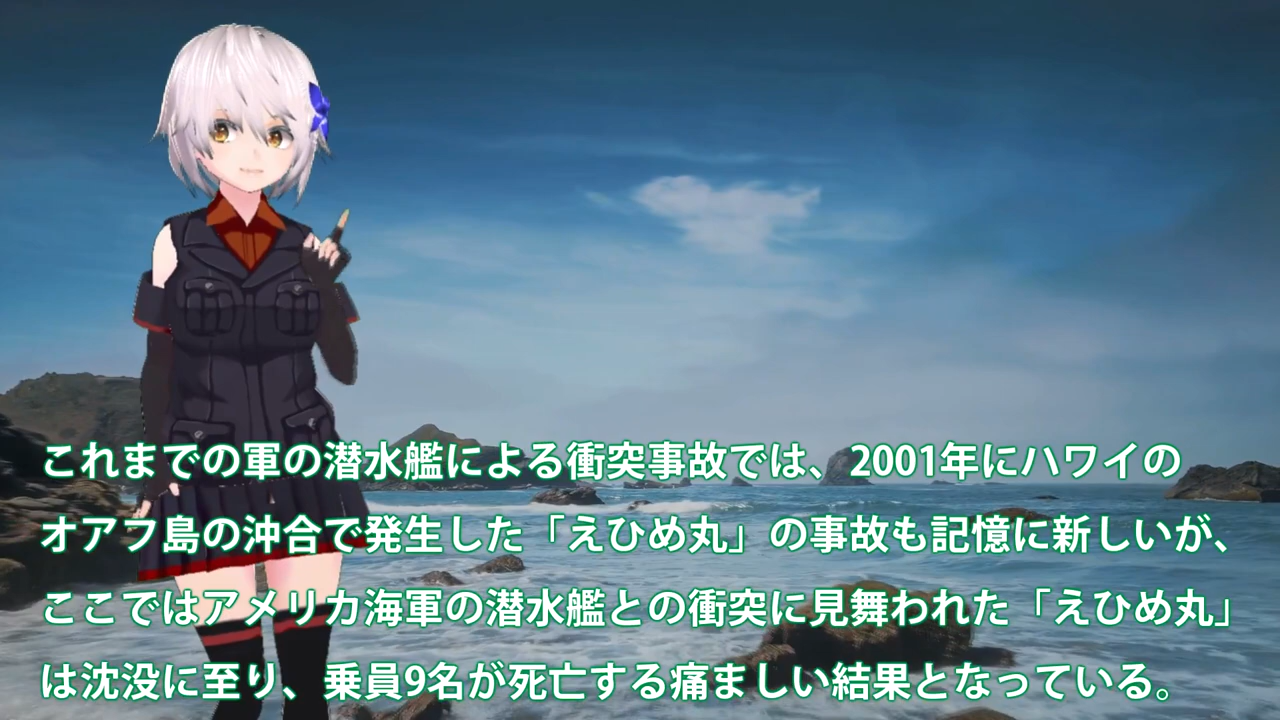 これまでの軍の潜水艦による衝突事故では、2001年にハワイの
オアフ島の沖合で発生した「えひめ丸」の事故も記憶に新しいが、
ここではアメリカ海軍の潜水艦との衝突に見舞われた「えひめ丸」
は沈没に至り、乗員9名が死亡する痛ましい結果となっている。